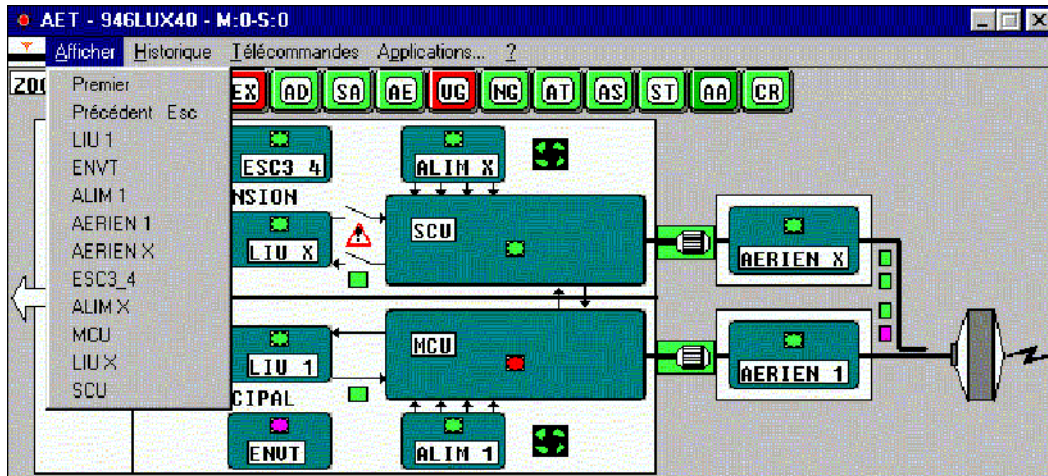 AET - 946LUX40 - M:0-S:0
Afficher Historique Télécommandes Applications... ?
ZOO
EX AD SA AE UG NG AT AS ST AA CR
Premier
Précédent Esc
LIU 1
ENVT
ALIM 1
AERIEN 1
AERIEN X
ESC3_4
ALIM X
MCU
LIU X
SCU
ESC3 4
ALIM X
NSION
LIU X
SCU
AERIEN X
LIU 1
MCU
AERIEN 1
CIPAL
ENVT
ALIM 1